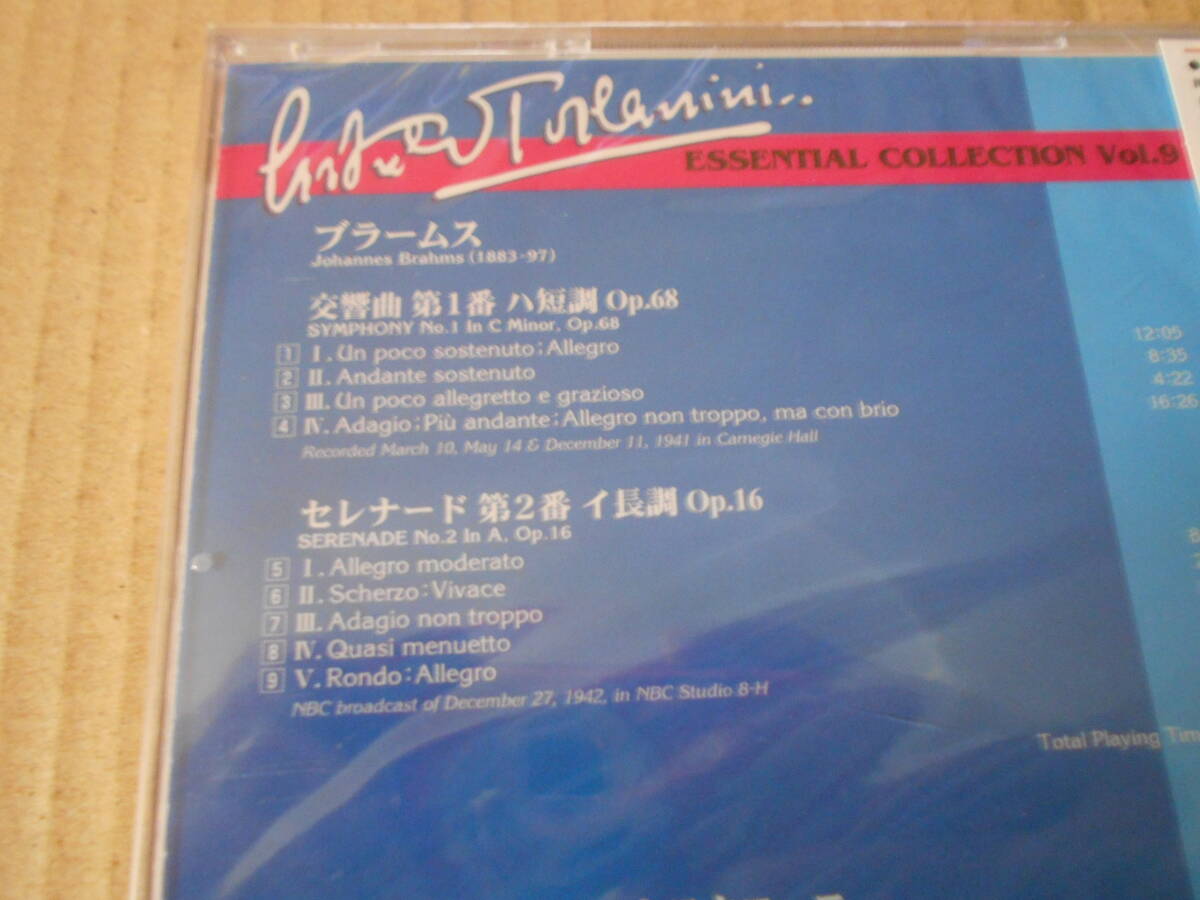 Arturo Toscanini
ESSENTIAL COLLECTION Vol.9
ブラームス
Johannes Brahms (1883-97)
交響曲 第1番 ハ短調 Op.68
SYMPHONY No.1 In C Minor, Op.68
1 I. Un poco sostenuto:Allegro 12:05
2 II. Andante sostenuto 8:35
3 III. Un poco allegretto e grazioso 4:22
4 IV. Adagio:Più andante:Allegro non troppo, ma con brio 16:26
Recorded March 10, May 14 & December 11, 1941 in Carnegie Hall
セレナード 第2番 イ長調 Op.16
SERENADE No.2 In A, Op.16
5 I. Allegro moderato
6 II. Scherzo:Vivace
7 III. Adagio non troppo
8 IV. Quasi menuetto
9 V. Rondo:Allegro
NBC broadcast of December 27, 1942, in NBC Studio 8-H
Total Playing Tim